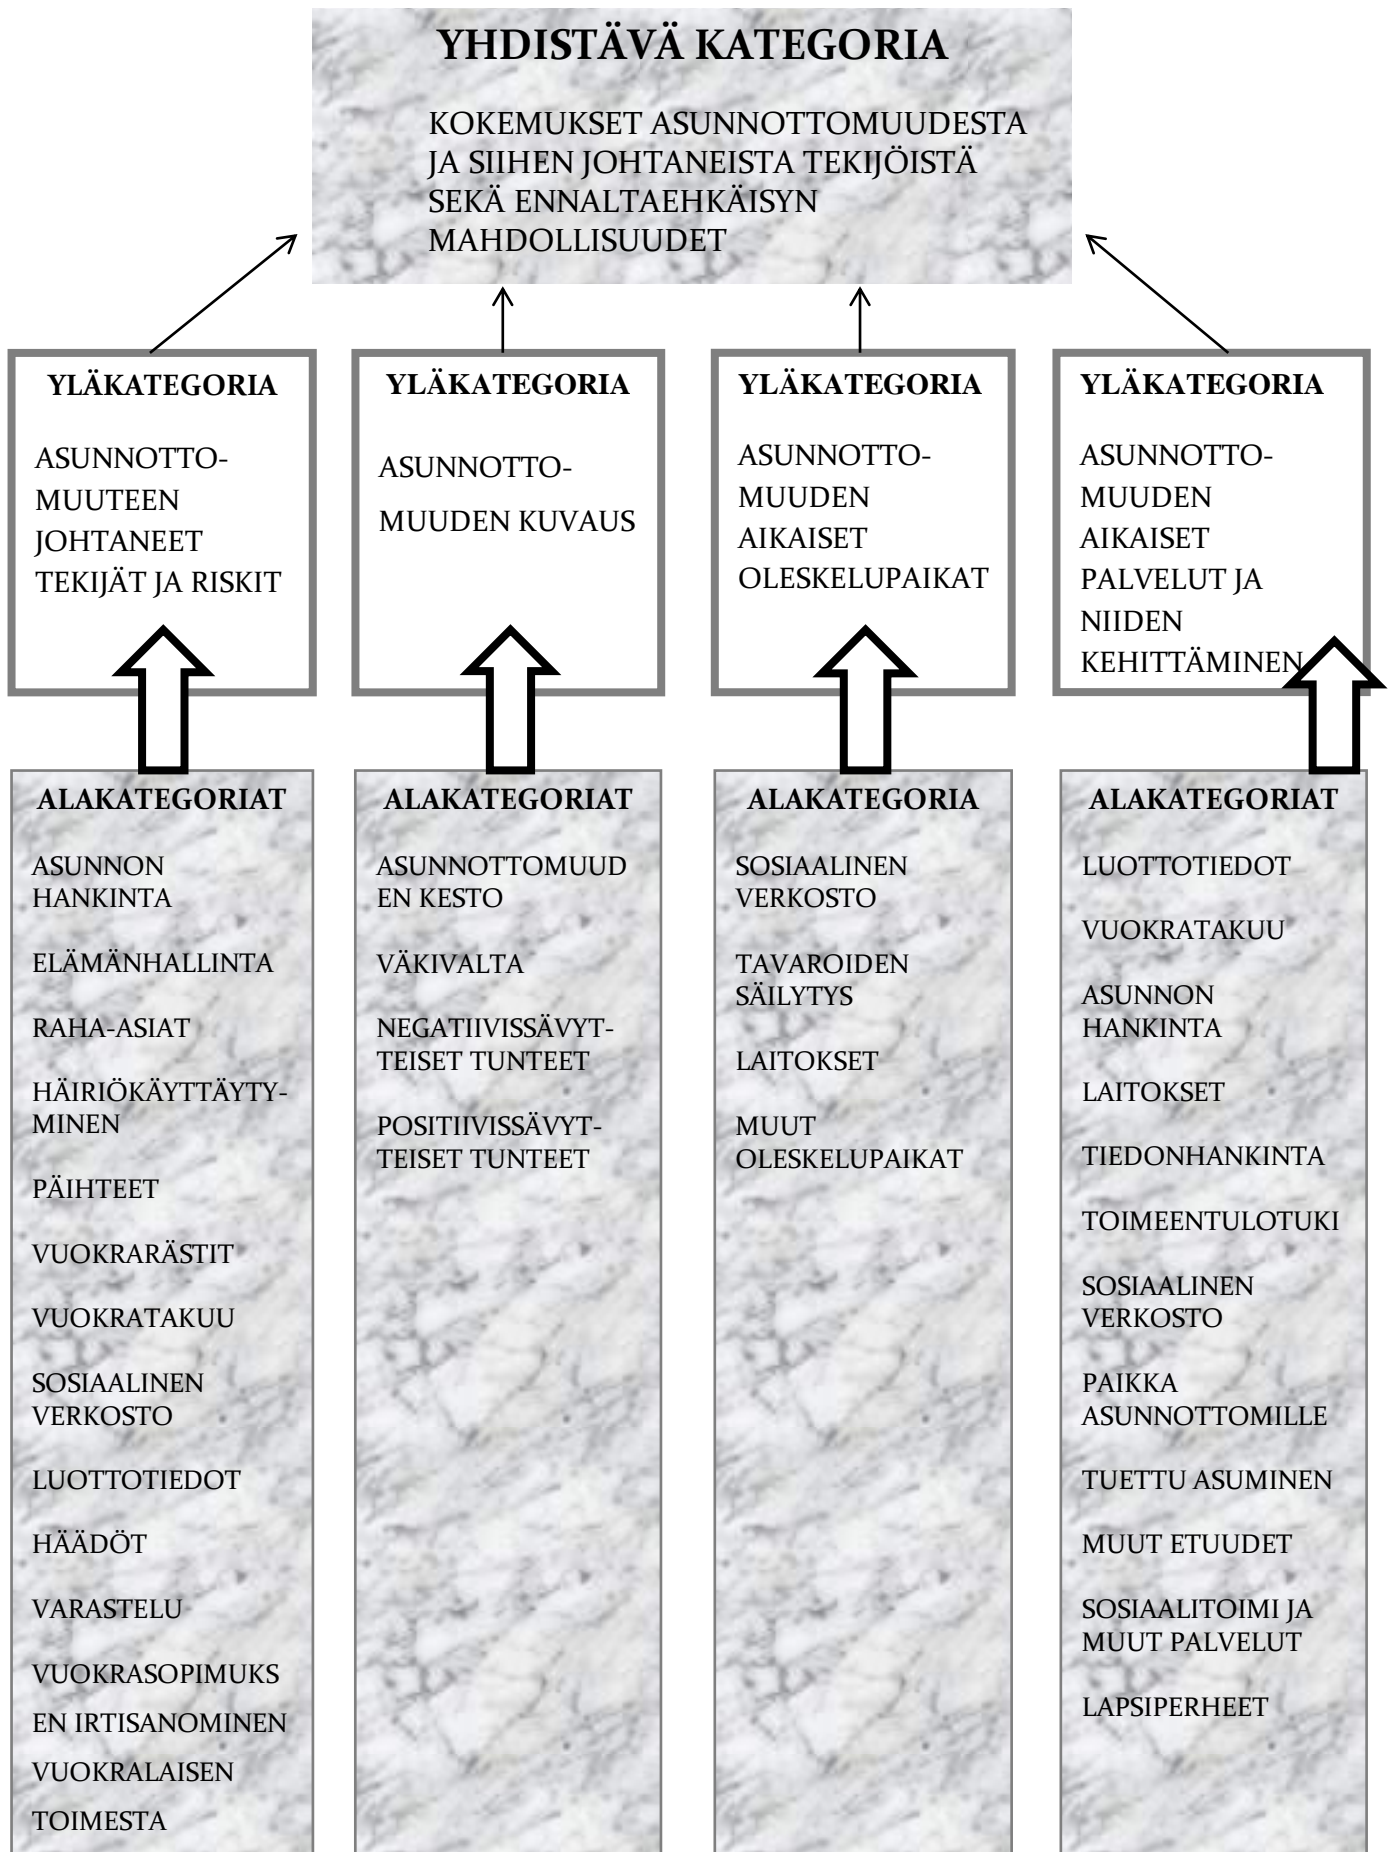 YHDISTÄVÄ KATEGORIA
KOKEMUKSET ASUNNOTTOMUUDESTA
JA SIIHEN JOHTANEISTA TEKIJÖISTÄ
SEKÄ ENNALTAEHKÄISYN
MAHDOLLISUUDET
YLÄKATEGORIA
ASUNNOTTO-
MUUTEEN
JOHTANEET
TEKIJÄT JA RISKIT
YLÄKATEGORIA
ASUNNOTTO-
MUUDEN KUVAUS
YLÄKATEGORIA
ASUNNOTTO-
MUUDEN
AIKAISET
OLESKELUPAIKAT
YLÄKATEGORIA
ASUNNOTTO-
MUUDEN
AIKAISET
PALVELUT JA
NIIDEN
KEHITTÄMINEN
ALAKATEGORIAT
ASUNNON
HANKINTA
ELÄMÄNHALLINTA
RAHA-ASIAT
HÄIRIÖKÄYTTÄYTY-
MINEN
PÄIHTEET
VUOKRARÄSTIT
VUOKRATAKUU
SOSIAALINEN
VERKOSTO
LUOTTOTIEDOT
HÄÄDÖT
VARASTELU
VUOKRASOPIMUKS
EN IRTISANOMINEN
VUOKRALAISEN
TOIMESTA
ALAKATEGORIAT
ASUNNOTTOMUUD
EN KESTO
VÄKIVALTA
NEGATIIVISSÄVYT-
TEISET TUNTEET
POSITIIVISSÄVYT-
TEISET TUNTEET
ALAKATEGORIA
SOSIAALINEN
VERKOSTO
TAVAROIDEN
SÄILYTYS
LAITOKSET
MUUT
OLESKELUPAIKAT
ALAKATEGORIAT
LUOTTOTIEDOT
VUOKRATAKUU
ASUNNON
HANKINTA
LAITOKSET
TIEDONHANKINTA
TOIMEENTULOTUKI
SOSIAALINEN
VERKOSTO
PAIKKA
ASUNNOTTOMILLE
TUETTU ASUMINEN
MUUT ETUUDET
SOSIAALITOIMI JA
MUUT PALVELUT
LAPSIPERHEET